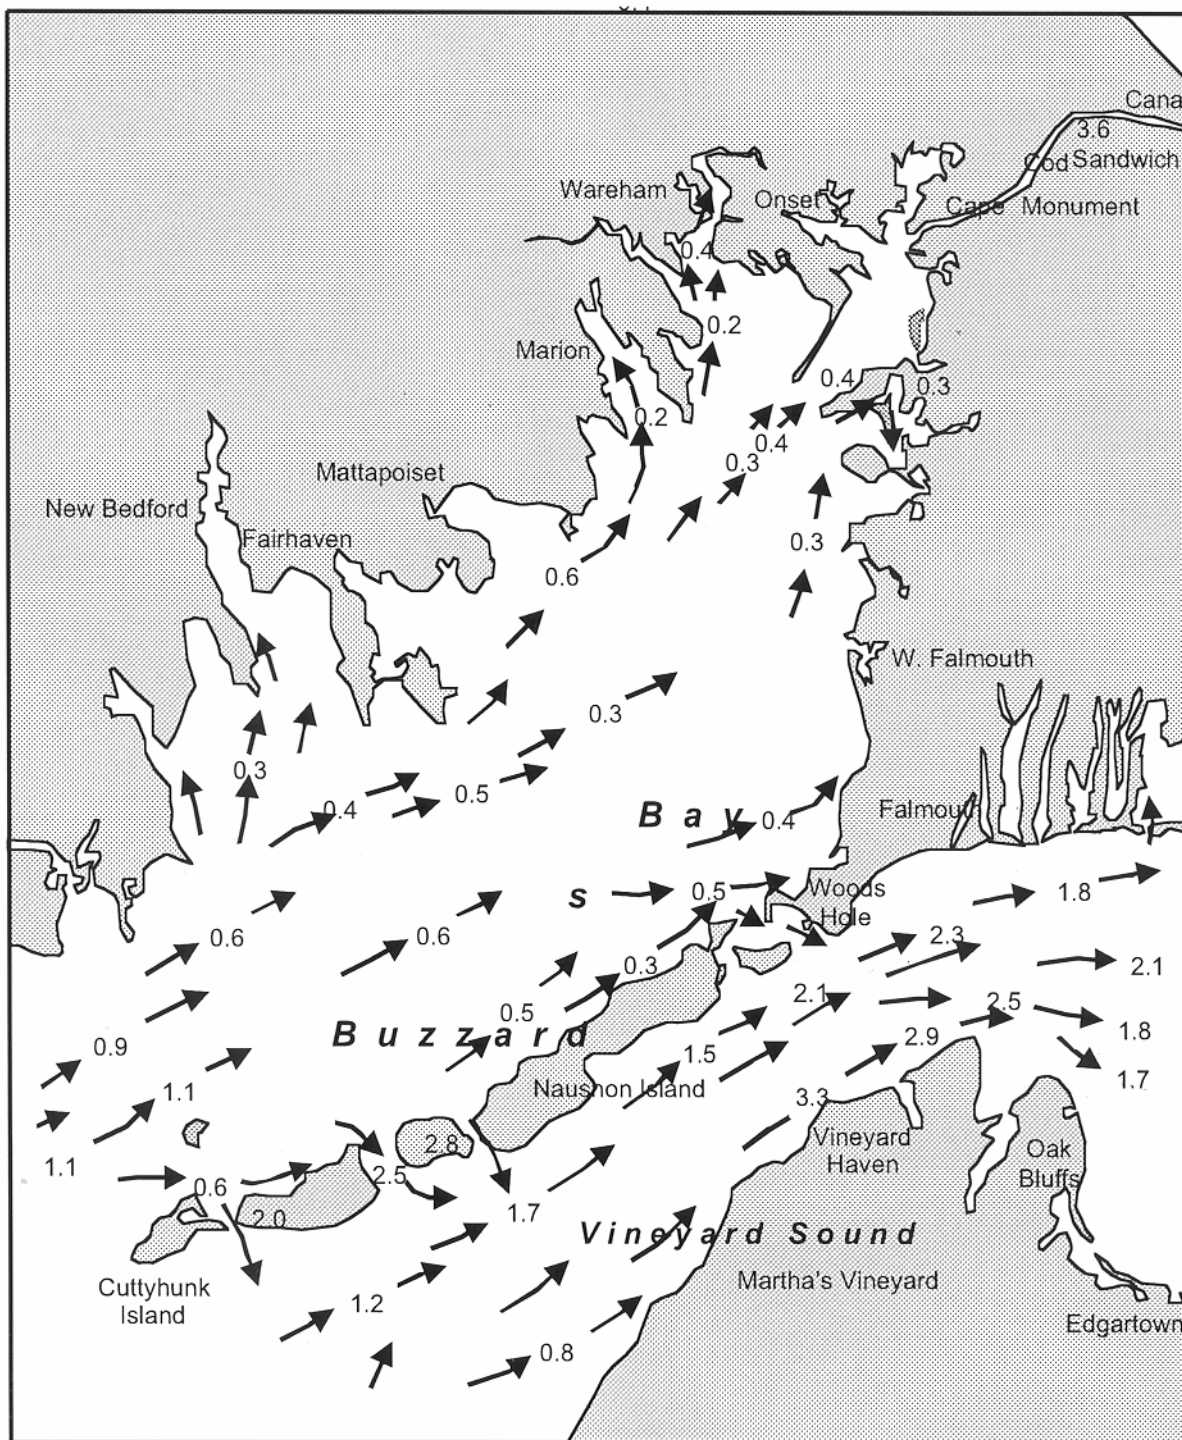 Cana
3.6
Cod Sandwich
Wareham
Onset
Cape Monument
0.4
0.2
Marion
0.4
0.3
0.2
0.4
0.3
Mattapoiset
New Bedford
Fairhaven
0.3
0.6
W. Falmouth
0.3
0.3
0.5
0.4
Bay
0.4
Falmouth
s
0.5
Woods
Hole
1.8
0.6
0.6
2.3
0.3
2.1
2.1
0.5
2.5
Buzzard
1.8
0.9
2.9
1.5
1.7
Naushon Island
1.1
3.3
Vineyard
Haven
2.8
Oak
Bluffs
1.1
2.5
0.6
2.0
1.7
Vineyard Sound
Cuttyhunk
Island
Martha's Vineyard
1.2
Edgartown
0.8